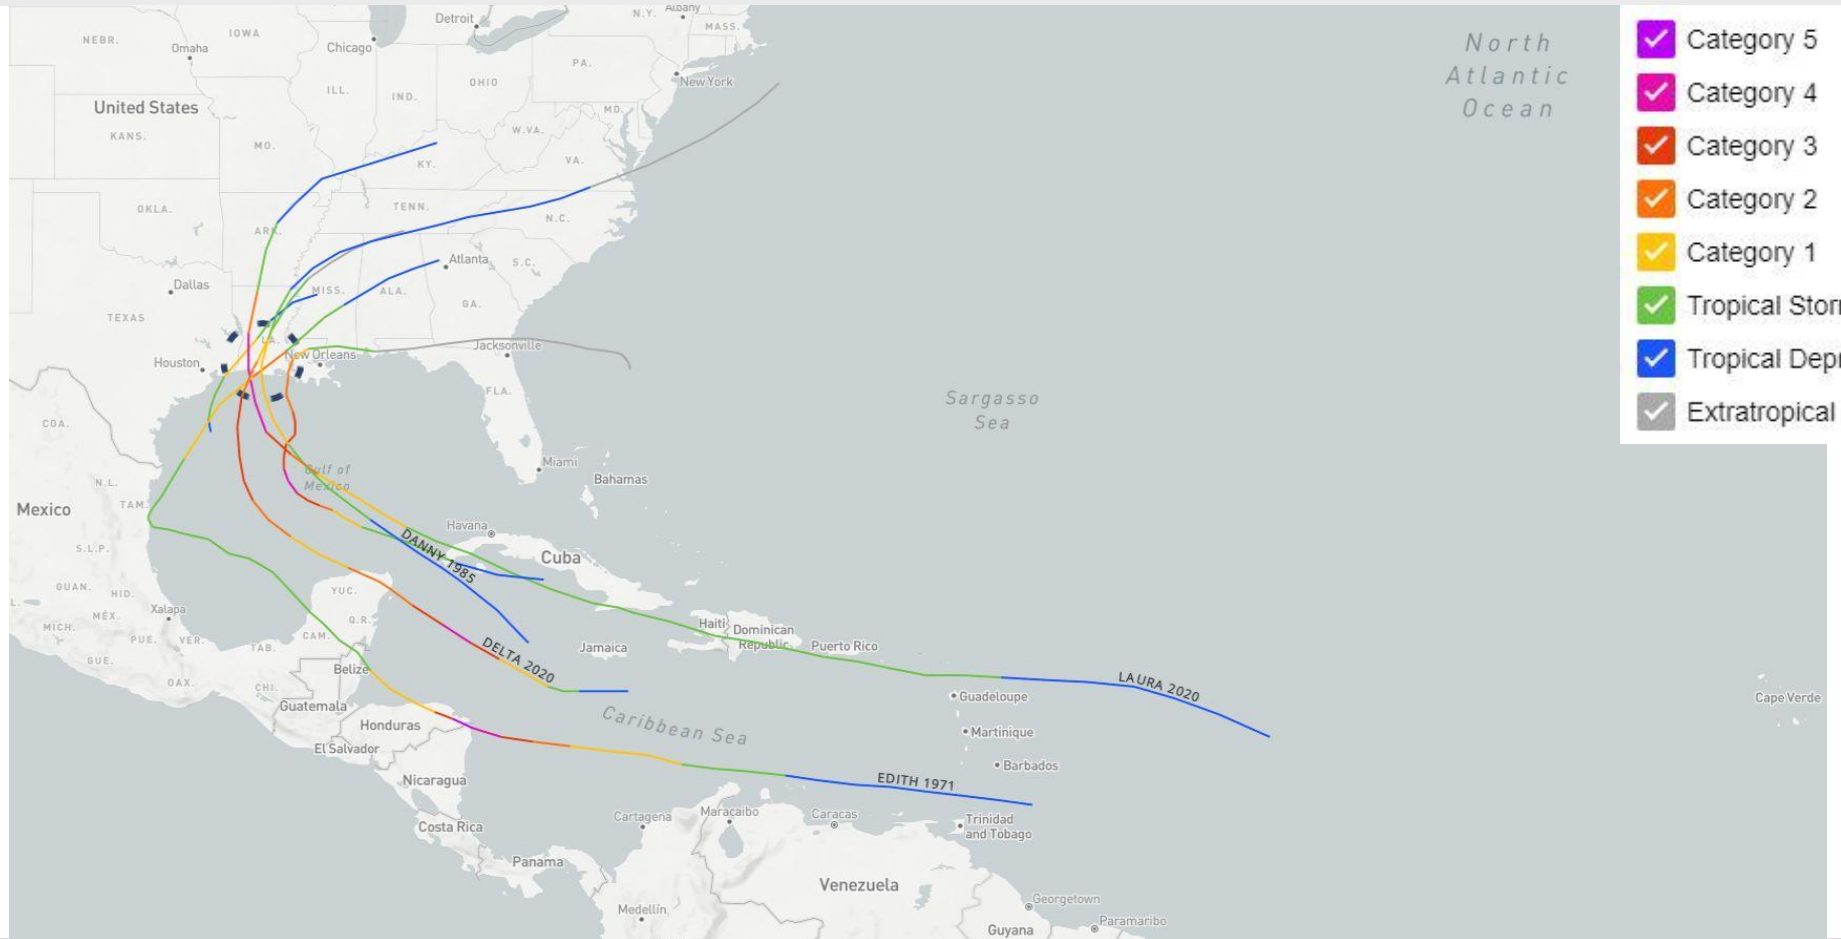 Detroit
Albany
N.Y.
MASS.
NEBR.
IOWA
Omaha
Chicago
PA.
New York
OHIO
ILL.
IND.
United States
MD.
KANS.
W.VA.
MO.
VA.
KY.
OKLA.
TENN.
N.C.
ARK.
Atlanta
S.C.
Dallas
MISS.
ALA.
GA.
TEXAS
LA.
Houston
New Orleans
Jacksonville
FLA.
COA.
Gulf of
Mexico
Miami
Bahamas
N.L.
TAM.
Mexico
Havana
Cuba
S.L.P.
DANNY 1985
GUAN.
HID.
YUC.
Xalapa
MÉX.
Q.R.
MICH.
PUE.
VER.
CAM.
TAB.
GUE.
OAX.
CHI.
Belize
Guatemala
Honduras
El Salvador
Nicaragua
Costa Rica
Panama
DELTA 2020
Jamaica
Haiti
Dominican
Republic
Puerto Rico
LAURA 2020
Guadeloupe
Martinique
Barbados
Cape Verde
Caribbean Sea
EDITH 1971
Cartagena
Maracaibo
Caracas
Trinidad
and Tobago
Venezuela
Medellín
Georgetown
Paramaribo
Guyana
North
Atlantic
Ocean
Sargasso
Sea
Category 5
Category 4
Category 3
Category 2
Category 1
Tropical Stor
Tropical Depr
Extratropical